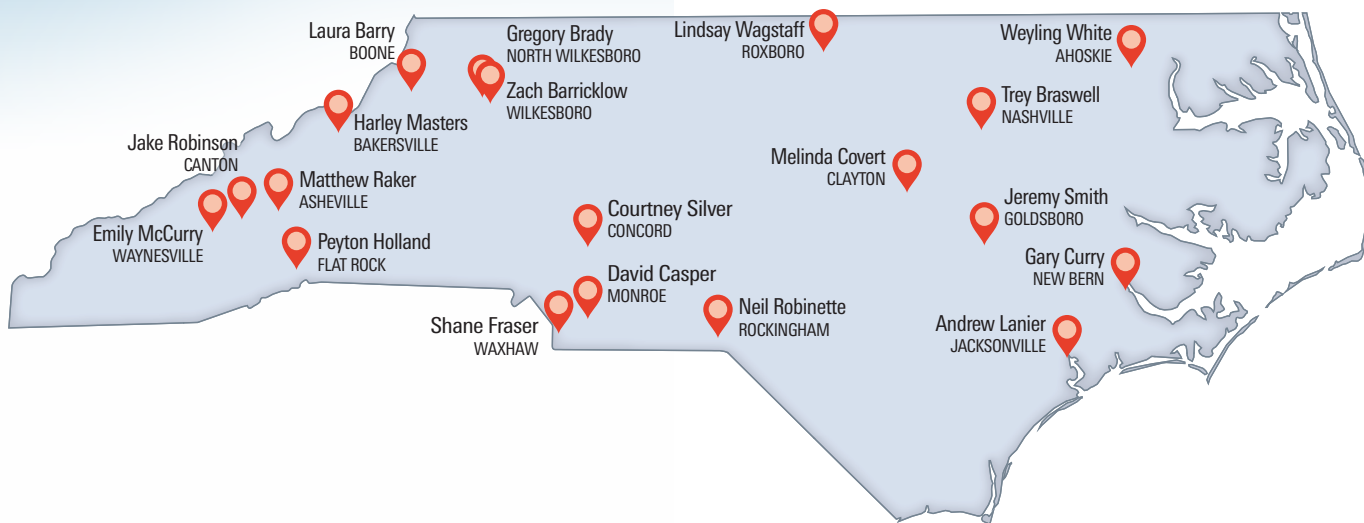 Laura Barry
BOONE
Gregory Brady
NORTH WILKESBORO
Zach Barricklow
WILKESBORO
Lindsay Wagstaff
ROXBORO
Weyling White
AHOSKIE
Trey Braswell
NASHVILLE
Harley Masters
BAKERSVILLE
Jake Robinson
CANTON
Matthew Raker
ASHEVILLE
Melinda Covert
CLAYTON
Emily McCurry
WAYNESVILLE
Peyton Holland
FLAT ROCK
Courtney Silver
CONCORD
Jeremy Smith
GOLDSBORO
Gary Curry
NEW BERN
David Casper
MONROE
Shane Fraser
WAXHAW
Neil Robinette
ROCKINGHAM
Andrew Lanier
JACKSONVILLE